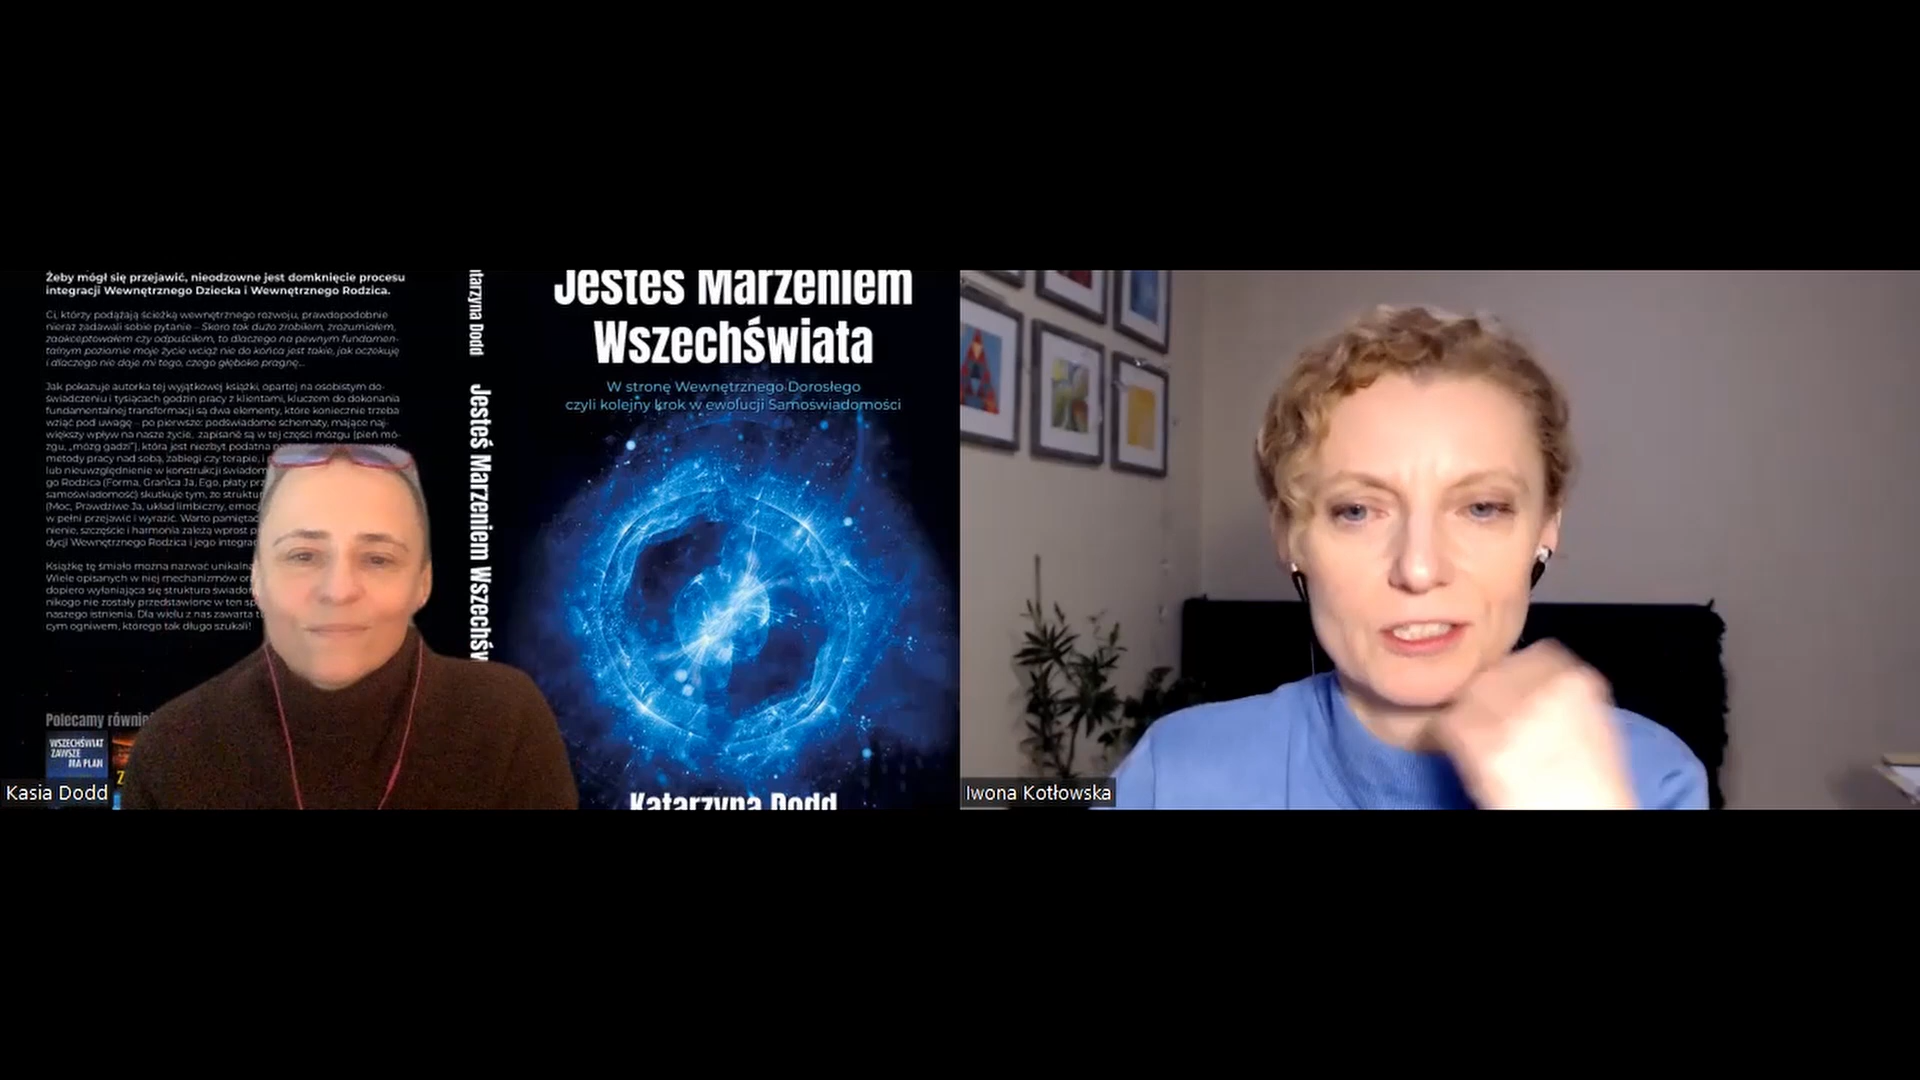 Żeby mógł się przejawić, nieodzowne jest domknięcie procesu
integracji Wewnętrznego Dziecka i Wewnętrznego Rodzica.
Ci, którzy podążają ścieżką wewnętrznego rozwoju, prawdopodobnie
nieraz zadawali sobie pytanie – Skoro tak dużo zrobiłem, zrozumiałem,
zaakceptowałem czy odpuściłem, to dlaczego na pewnym fundamen-
talnym poziomie moje życie wciąż nie do końca jest takie, jak oczekuję
i dlaczego nie daje mi tego, czego głęboko pragnę...
Jak pokazuje autorka tej wyjątkowej książki, opartej na osobistym do-
świadczeniu i tysiącach godzin pracy z klientami, kluczem do dokonania
fundamentalnej transformacji są dwa elementy, które koniecznie trzeba
wziąć pod uwagę – po pierwsze: podświadome schematy, mające naj-
większy wpływ na nasze życie, zapisane są w tej części mózgu (pień mó-
zgu, „mózg gadzi"), która jest niezbyt podatna na
metody pracy nad sobą, zabiegi czy terapie, i
lub nieuwzględnienie w konstrukcji świadom
go Rodzica (Forma, Granica Ja, Ego, płaty prz
samoświadomość) skutkuje tym, że struktur
(Moc, Prawdziwe Ja, układ limbiczny, emocj
w pełni przejawić i wyrazić. Warto pamiętać
nienie, szczęście i harmonia zależą wprost p
dycji Wewnętrznego Rodzica i jego integrac
Książkę tę śmiało można nazwać unikalną
Wiele opisanych w niej mechanizmów ora
dopiero wyłaniająca się struktura świadom
nikogo nie zostały przedstawione w ten sp
naszego istnienia. Dla wielu z nas zawarta t
cym ogniwem, którego tak długo szukali!
Polecamy również
WSZECHŚWIAT
ZAWSZE
MA PLAN
Z
Kasia Dodd
tarzyna Dodd
Jesteś Marzeniem Wszechśw
Jesteś Marzeniem
Wszechświata
W stronę Wewnętrznego Dorosłego
czyli kolejny krok w ewolucji Samoświadomości
Katarzyna Dodd
Iwona Kotłowska